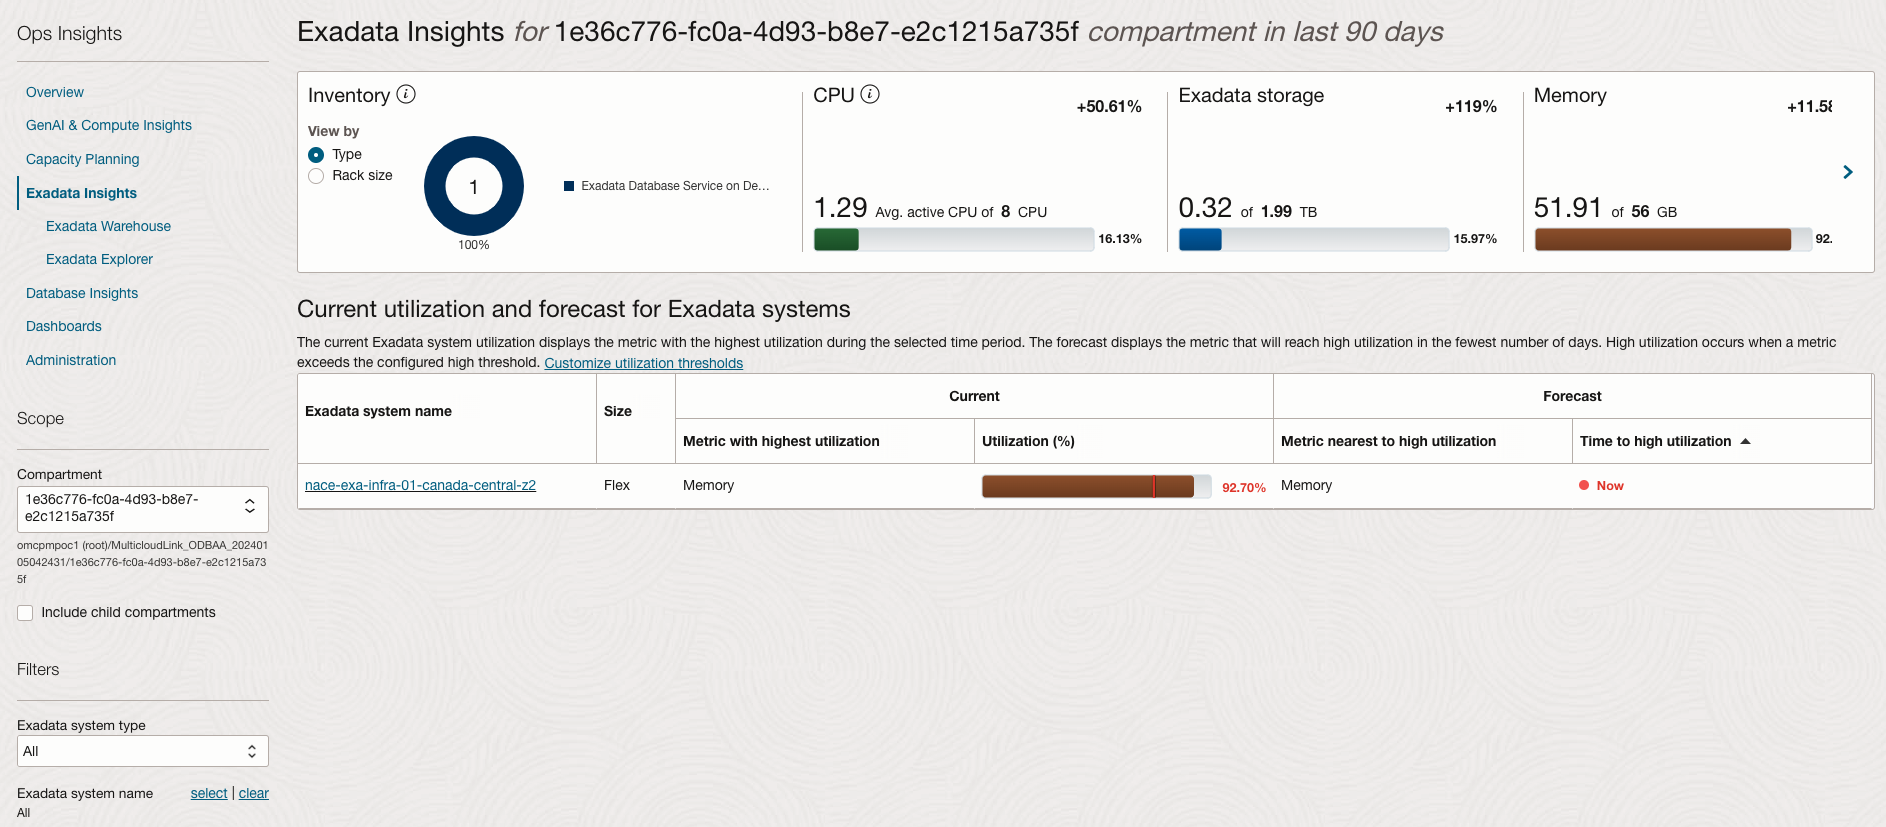 Ops Insights
Overview
GenAI & Compute Insights
Capacity Planning
Exadata Insights
Exadata Warehouse
Exadata Explorer
Database Insights
Dashboards
Administration
Scope
Compartment
1e36c776-fc0a-4d93-b8e7-
e2c1215a735f
omcpmpoc1 (root)/MulticloudLink_ODBAA_202401
05042431/1e36c776-fc0a-4d93-b8e7-e2c1215a73
5f
Include child compartments
Filters
Exadata system type
All
Exadata system name select | clear
All
Exadata Insights for 1e36c776-fc0a-4d93-b8e7-e2c1215a735f compartment in last 90 days
Inventory i
View by
Type
Rack size
1
100%
Exadata Database Service on De...
CPU i
+50.61%
1.29 Avg. active CPU of 8 CPU
16.13%
Exadata storage
+119%
0.32 of 1.99 TB
15.97%
Memory
+11.58
51.91 of 56 GB
92.
Current utilization and forecast for Exadata systems
The current Exadata system utilization displays the metric with the highest utilization during the selected time period. The forecast displays the metric that will reach high utilization in the fewest number of days. High utilization occurs when a metric
exceeds the configured high threshold. Customize utilization thresholds
Exadata system name Size Current Forecast
Metric with highest utilization Utilization (%) Metric nearest to high utilization Time to high utilization
nace-exa-infra-01-canada-central-z2 Flex Memory 92.70% Memory Now